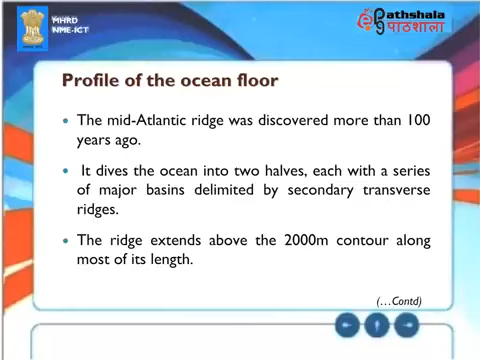 MHRD
NME-ICT
Pathshala
पाठशाला
Profile of the ocean floor
The mid-Atlantic ridge was discovered more than 100
years ago.
It dives the ocean into two halves, each with a series
of major basins delimited by secondary transverse
ridges.
The ridge extends above the 2000m contour along
most of its length.
(…Contd)